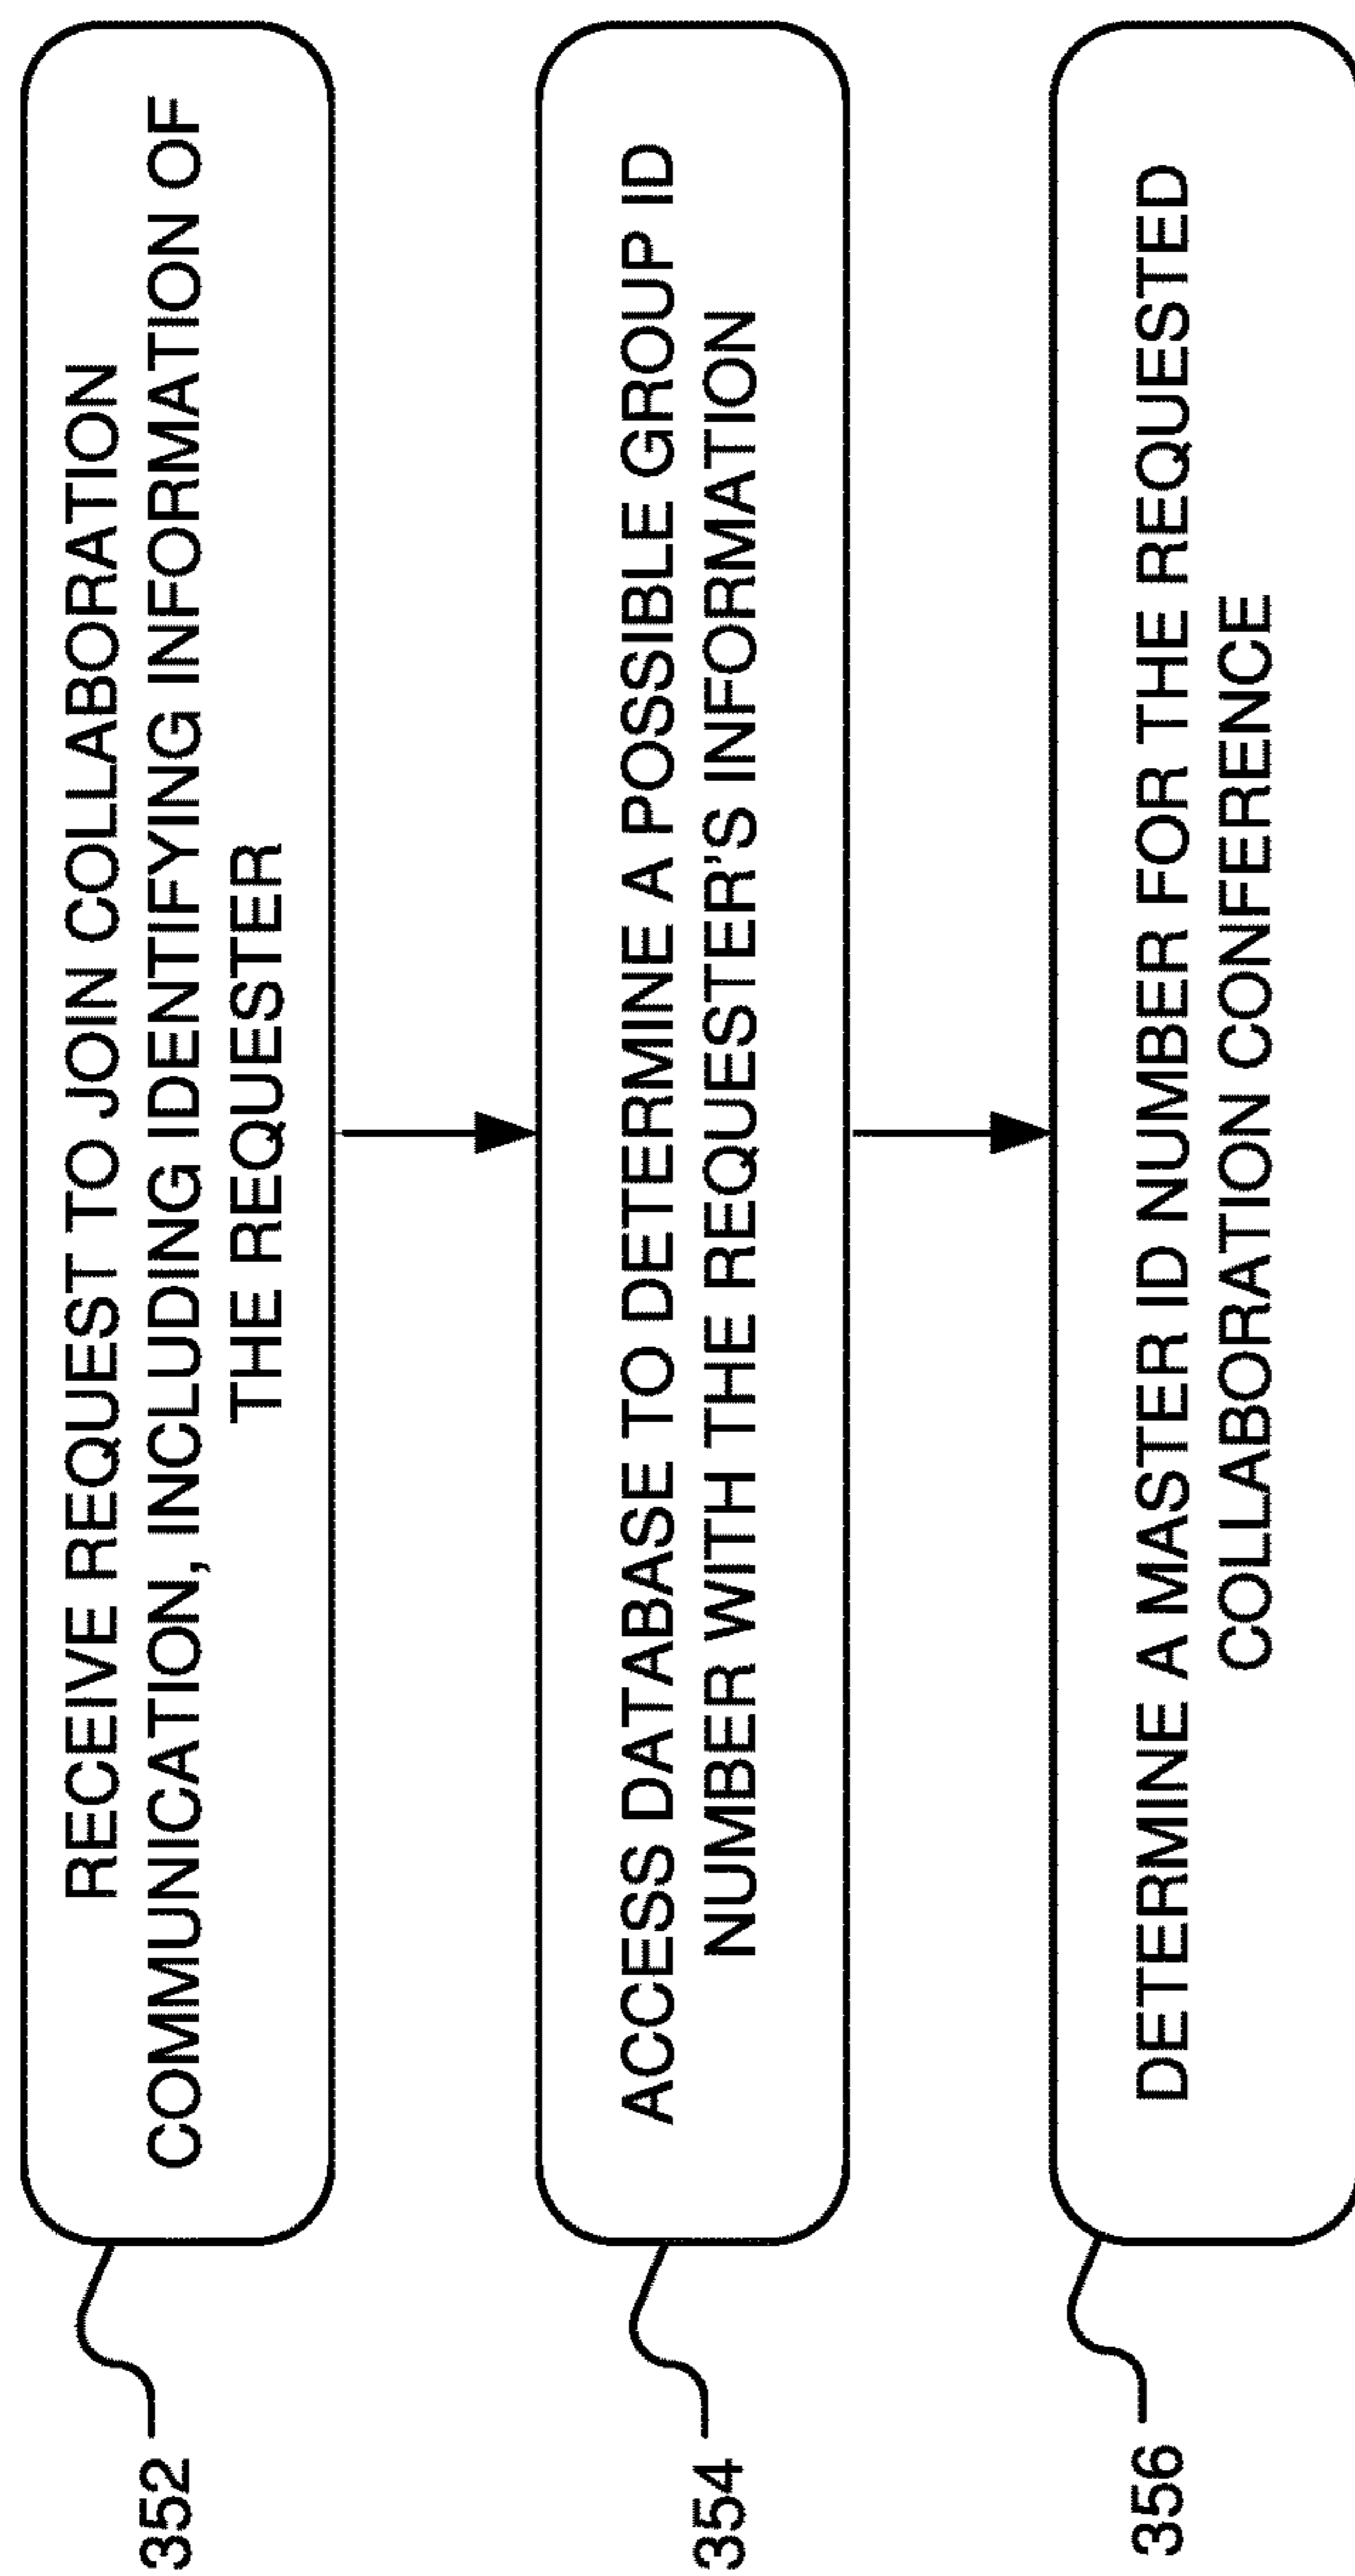 RECEIVE REQUEST TO JOIN COLLABORATION
COMMUNICATION, INCLUDING IDENTIFYING INFORMATION OF
THE REQUESTER
352
ACCESS DATABASE TO DETERMINE A POSSIBLE GROUP ID
NUMBER WITH THE REQUESTER'S INFORMATION
354
DETERMINE A MASTER ID NUMBER FOR THE REQUESTED
COLLABORATION CONFERENCE
356